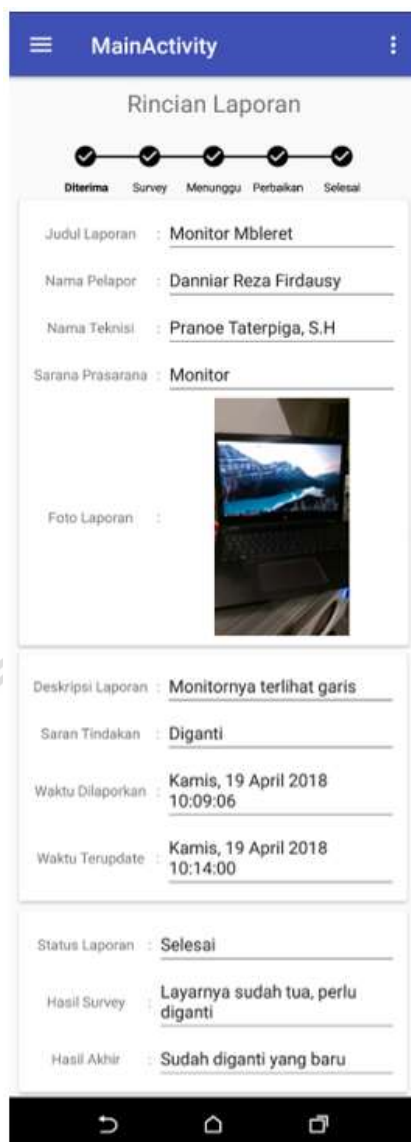 MainActivity
Rincian Laporan
Diterima Survey Menunggu Perbaikan Selesai
Judul Laporan : Monitor Mbleret
Nama Pelapor : Danniar Reza Firdausy
Nama Teknisi : Pranoe Taterpiga, S.H
Sarana Prasarana : Monitor
Foto Laporan :
Deskripsi Laporan : Monitornya terlihat garis
Saran Tindakan : Diganti
Waktu Dilaporkan : Kamis, 19 April 2018
10:09:06
Waktu Terupdate : Kamis, 19 April 2018
10:14:00
Status Laporan : Selesai
Hasil Survey : Layarnya sudah tua, perlu
diganti
Hasil Akhir : Sudah diganti yang baru